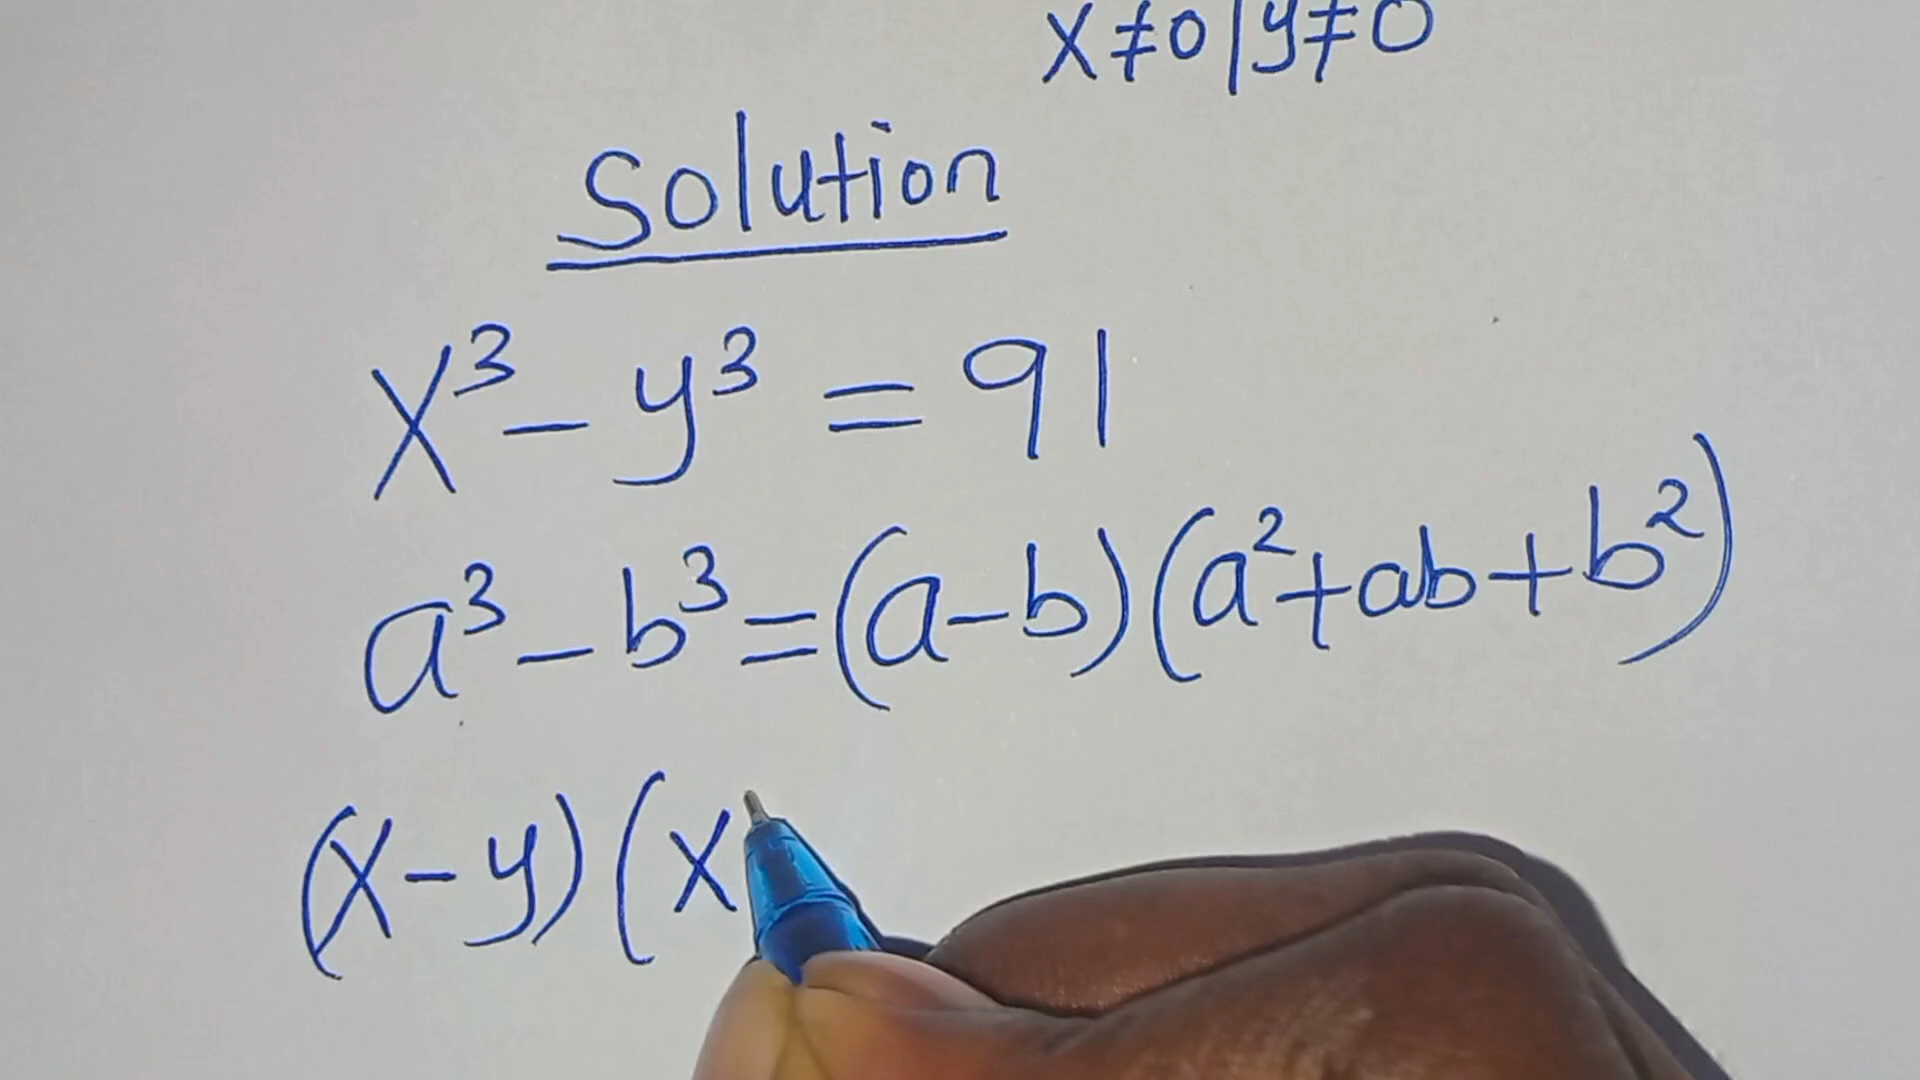 x≠0|y≠0
Solution
x³-y³=91
a³-b³=(a-b)(a²+ab+b²)
(x-y)(x